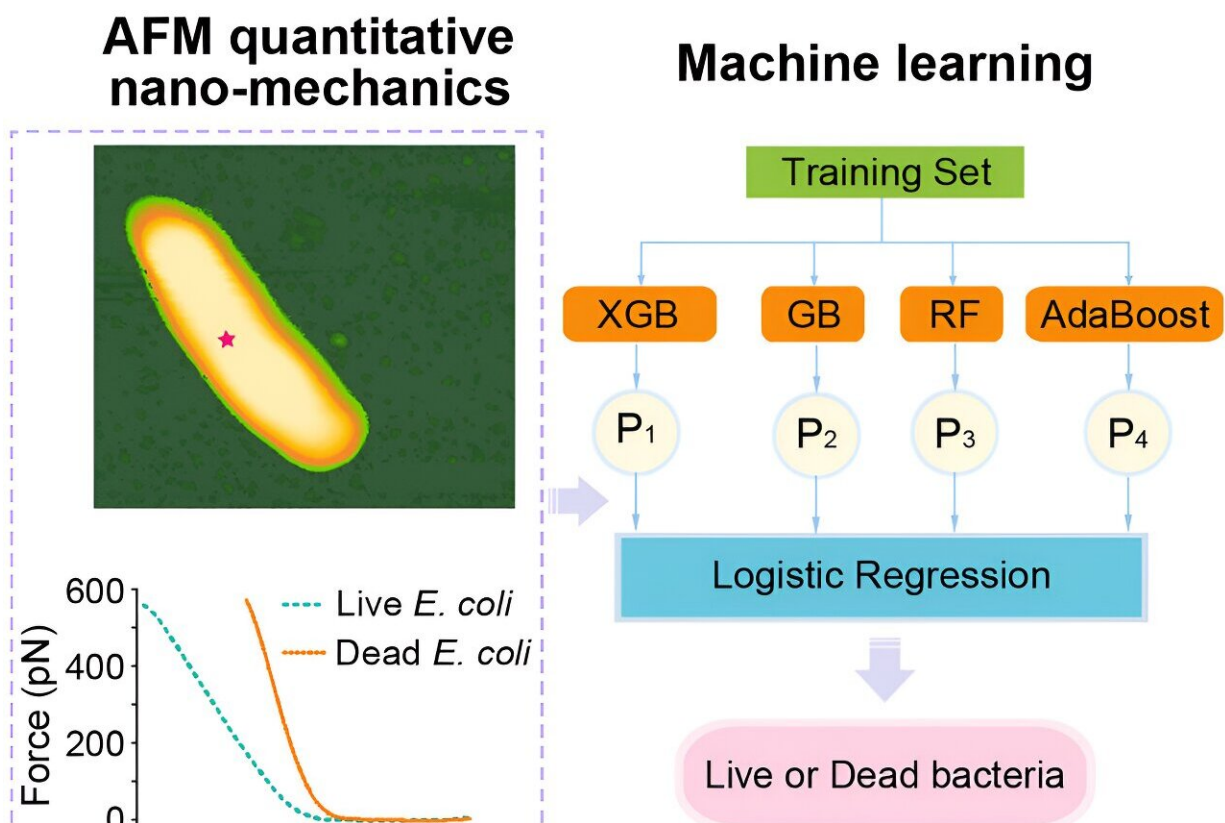 AFM quantitative
nano-mechanics
Machine learning
Training Set
XGB
GB
RF
AdaBoost
P1
P2
P3
P4
Logistic Regression
Live or Dead bacteria
600
400
200
0
Force (pN)
Live E. coli
Dead E. coli